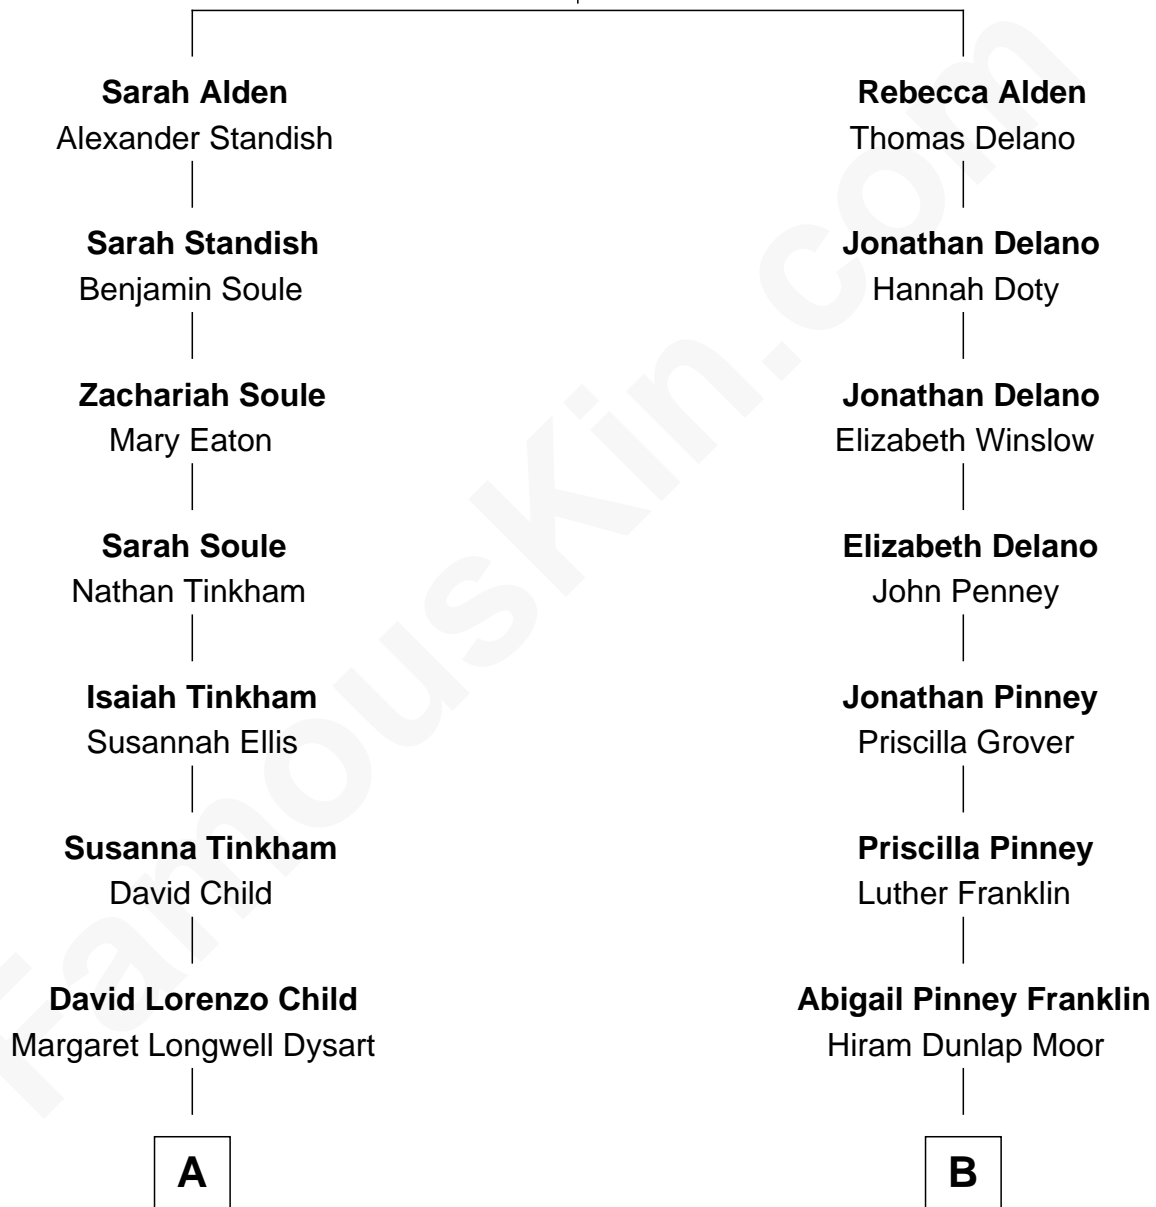 Sarah Alden
Alexander Standish
Sarah Standish
Benjamin Soule
Zachariah Soule
Mary Eaton
Sarah Soule
Nathan Tinkham
Isaiah Tinkham
Susannah Ellis
Susanna Tinkham
David Child
David Lorenzo Child
Margaret Longwell Dysart
A
Rebecca Alden
Thomas Delano
Jonathan Delano
Hannah Doty
Jonathan Delano
Elizabeth Winslow
Elizabeth Delano
John Penney
Jonathan Pinney
Priscilla Grover
Priscilla Pinney
Luther Franklin
Abigail Pinney Franklin
Hiram Dunlap Moor
B
FamousKin.com